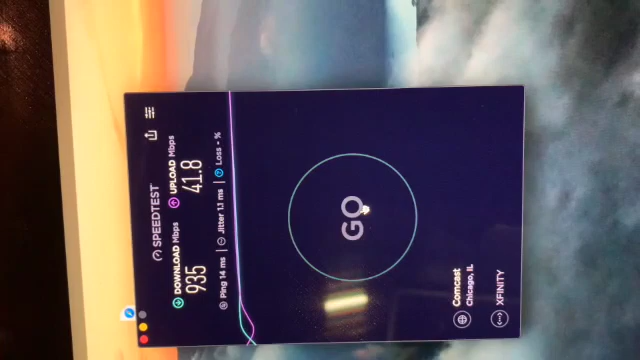 SPEEDTEST
DOWNLOAD Mbps
935
UPLOAD Mbps
41.8
Ping 14 ms
Jitter 1.1 ms
Loss - %
GO
Comcast
Chicago, IL
XFINITY